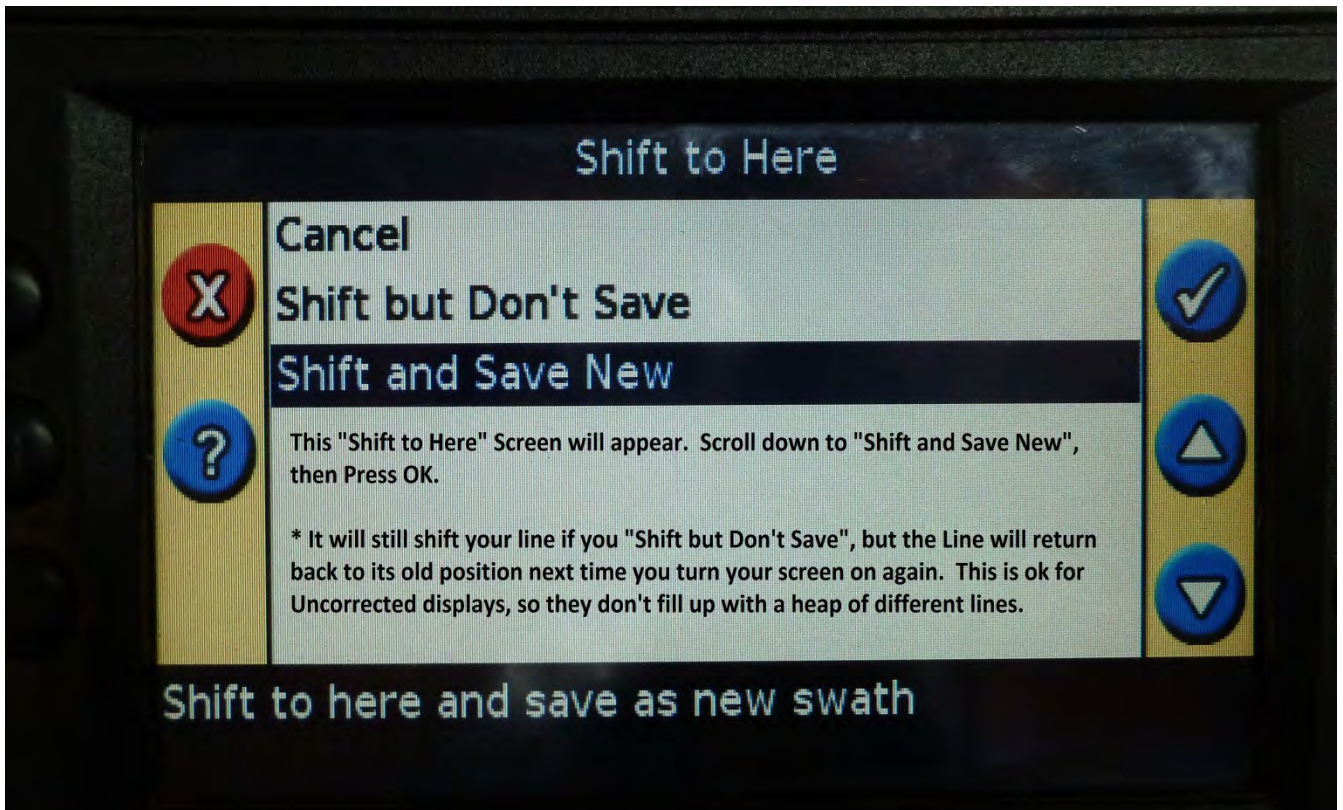 Shift to Here
Cancel
Shift but Don't Save
Shift and Save New
This "Shift to Here" Screen will appear. Scroll down to "Shift and Save New",
then Press OK.
* It will still shift your line if you "Shift but Don't Save", but the Line will return
back to its old position next time you turn your screen on again. This is ok for
Uncorrected displays, so they don't fill up with a heap of different lines.
X
?
Shift to here and save as new swath